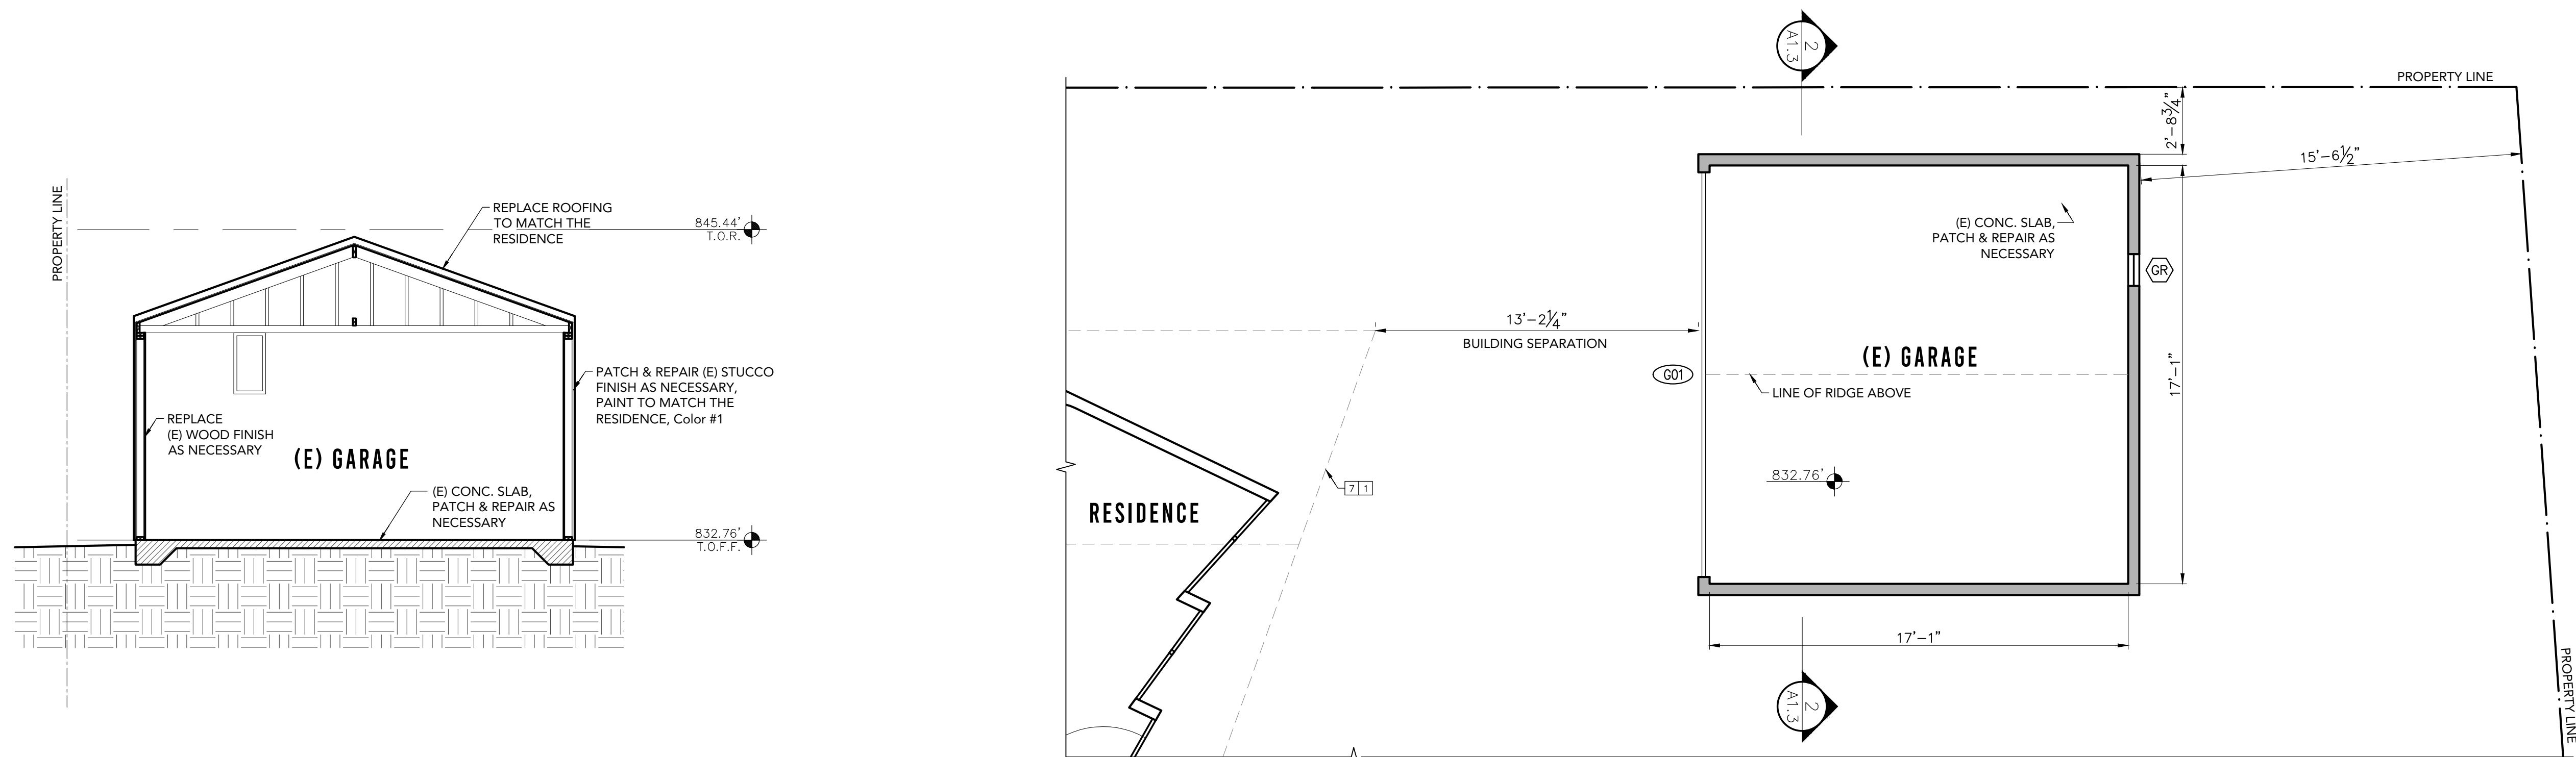 PROPERTY LINE
REPLACE ROOFING
TO MATCH THE
RESIDENCE
845.44'
T.O.R.
PATCH & REPAIR (E) STUCCO
FINISH AS NECESSARY,
PAINT TO MATCH THE
RESIDENCE, Color #1
REPLACE
(E) WOOD FINISH
AS NECESSARY
(E) GARAGE
(E) CONC. SLAB,
PATCH & REPAIR AS
NECESSARY
832.76'
T.O.F.F.
2
A1.3
PROPERTY LINE
2'-8¾"
15'-6½"
(E) CONC. SLAB,
PATCH & REPAIR AS
NECESSARY
GR
13'-2¼"
BUILDING SEPARATION
(E) GARAGE
17'-1"
G01
LINE OF RIDGE ABOVE
832.76'
7 1
RESIDENCE
17'-1"
2
A1.3
PROPERTY LINE